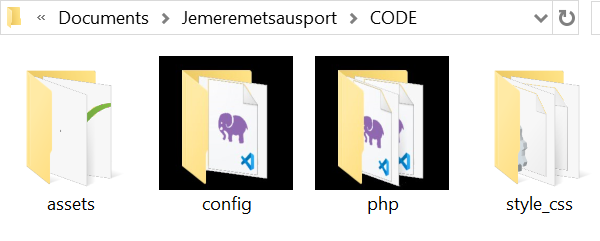 « Documents > Jemeremetsausport > CODE
assets config php style_css